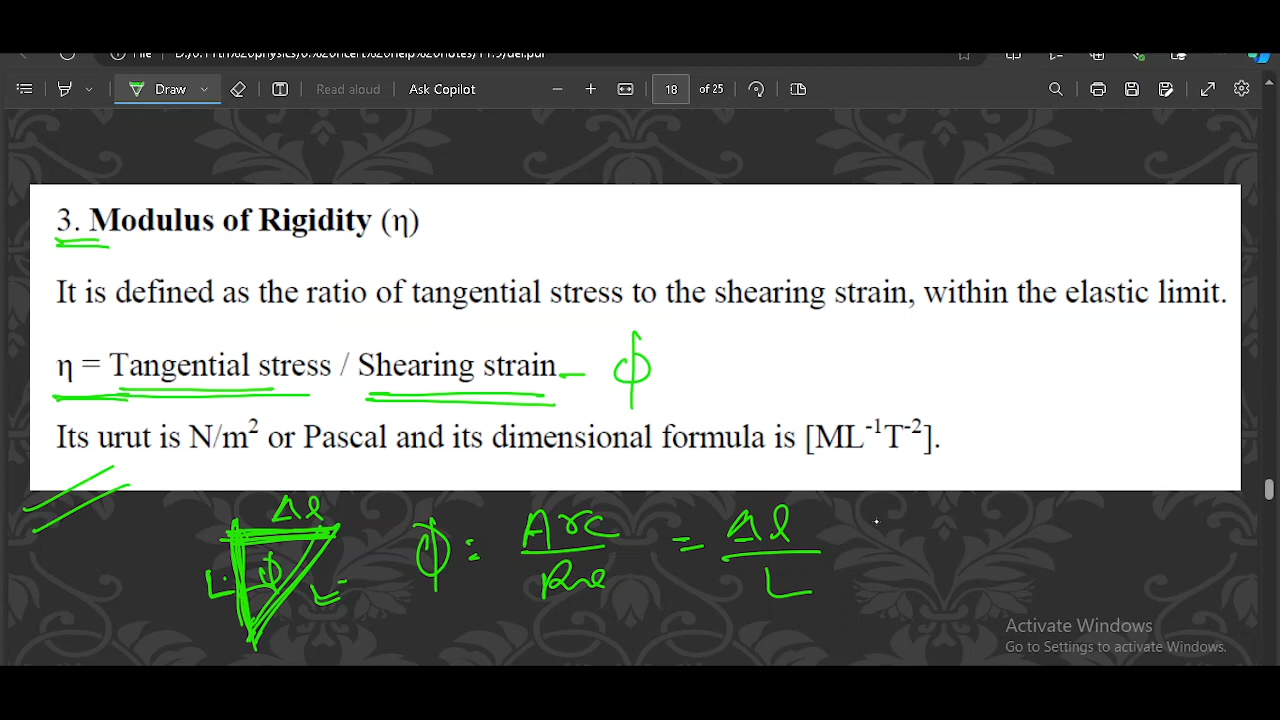 Draw
Read aloud
Ask Copilot
18
of 25
3. Modulus of Rigidity (η)
It is defined as the ratio of tangential stress to the shearing strain, within the elastic limit.
η = Tangential stress / Shearing strain ϕ
Its urut is N/m² or Pascal and its dimensional formula is [ML⁻¹T⁻²].
Δl
L ϕ L
ϕ = Arc / = Δl / L
Activate Windows
Go to Settings to activate Windows.